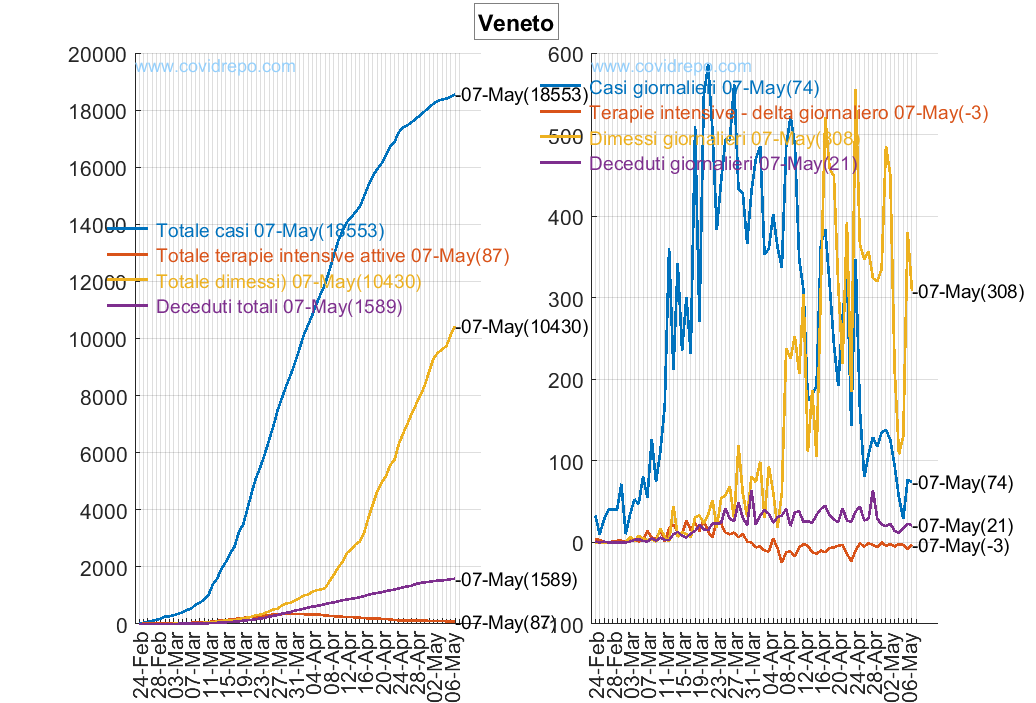 Veneto
20000
18000
16000
14000
12000
10000
8000
6000
4000
2000
0
www.covidrepo.com
Totale casi 07-May(18553)
Totale terapie intensive attive 07-May(87)
Totale dimessi) 07-May(10430)
Deceduti totali 07-May(1589)
-07-May(18553)
-07-May(10430)
-07-May(1589)
-07-May(87)
24-Feb
28-Feb
03-Mar
07-Mar
11-Mar
15-Mar
19-Mar
23-Mar
27-Mar
31-Mar
04-Apr
08-Apr
12-Apr
16-Apr
20-Apr
24-Apr
28-Apr
02-May
06-May
600
500
400
300
200
100
0
-100
www.covidrepo.com
Casi giornalieri 07-May(74)
Terapie intensive - delta giornaliero 07-May(-3)
Dimessi giornalieri 07-May(308)
Deceduti giornalieri 07-May(21)
-07-May(308)
-07-May(74)
-07-May(21)
-07-May(-3)
24-Feb
28-Feb
03-Mar
07-Mar
11-Mar
15-Mar
19-Mar
23-Mar
27-Mar
31-Mar
04-Apr
08-Apr
12-Apr
16-Apr
20-Apr
24-Apr
28-Apr
02-May
06-May